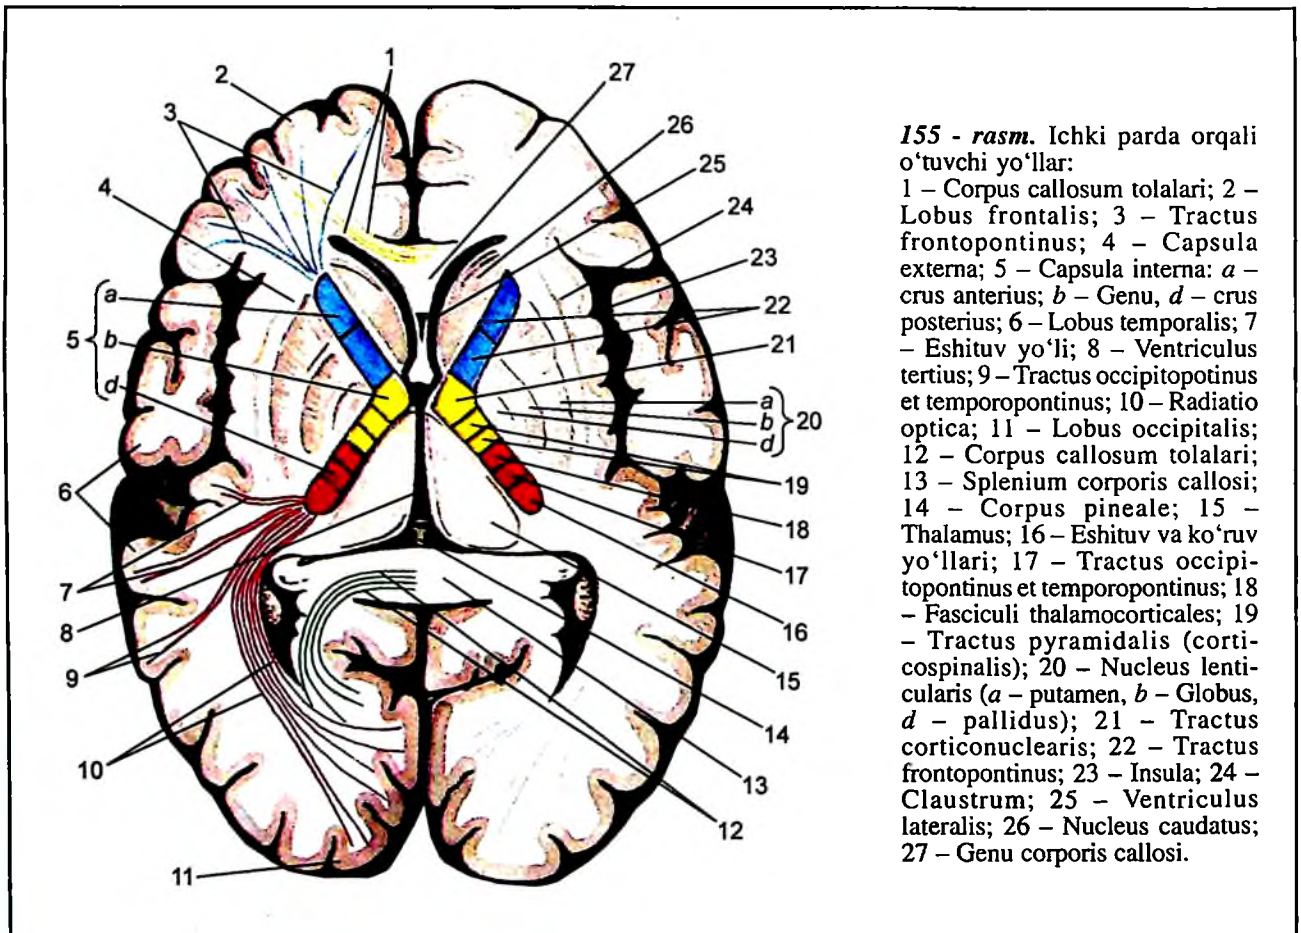 1
2
27
3
26
25
4
24
23
a
22
5
b
21
d
a
b
20
d
6
19
18
7
17
8
16
9
15
14
10
13
12
11
155 - rasm. Ichki parda orqali
o‘tuvchi yo‘llar:
1 – Corpus callosum tolalari; 2 –
Lobus frontalis; 3 – Tractus
frontopontinus; 4 – Capsula
externa; 5 – Capsula interna: a –
crus anterius; b – Genu, d – crus
posterius; 6 – Lobus temporalis; 7
– Eshituv yo‘li; 8 – Ventriculus
tertius; 9 – Tractus occipitopotinus
et temporopontinus; 10 – Radiatio
optica; 11 – Lobus occipitalis;
12 – Corpus callosum tolalari;
13 – Splenium corporis callosi;
14 – Corpus pineale; 15 –
Thalamus; 16 – Eshituv va ko‘ruv
yo‘llari; 17 – Tractus occipi-
topontinus et temporopontinus; 18
– Fasciculi thalamocorticales; 19
– Tractus pyramidalis (corti-
cospinalis); 20 – Nucleus lenti-
cularis (a – putamen, b – Globus,
d – pallidus); 21 – Tractus
corticonuclearis; 22 – Tractus
frontopontinus; 23 – Insula; 24 –
Claustrum; 25 – Ventriculus
lateralis; 26 – Nucleus caudatus;
27 – Genu corporis callosi.